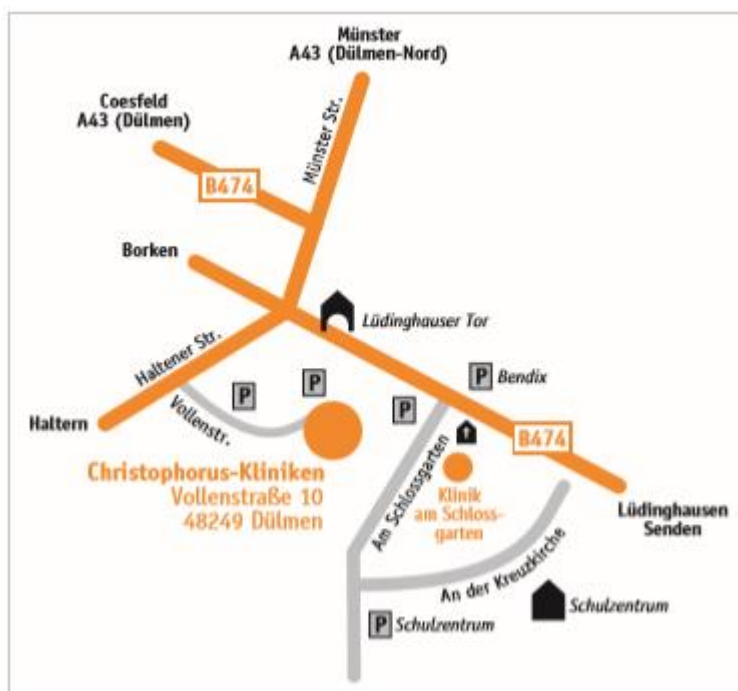 Münster
A43 (Dülmen-Nord)
Coesfeld
A43 (Dülmen)
Münster Str.
B474
Borken
Lüdinghauser Tor
Haltener Str.
P
P
P
P Bendix
Vollenstr.
Haltern
B474
Christophorus-Kliniken
Vollenstraße 10
48249 Dülmen
Am Schlossgarten
Klinik
am Schloss-
garten
Lüdinghausen
Senden
An der Kreuzkirche
Schulzentrum
P Schulzentrum